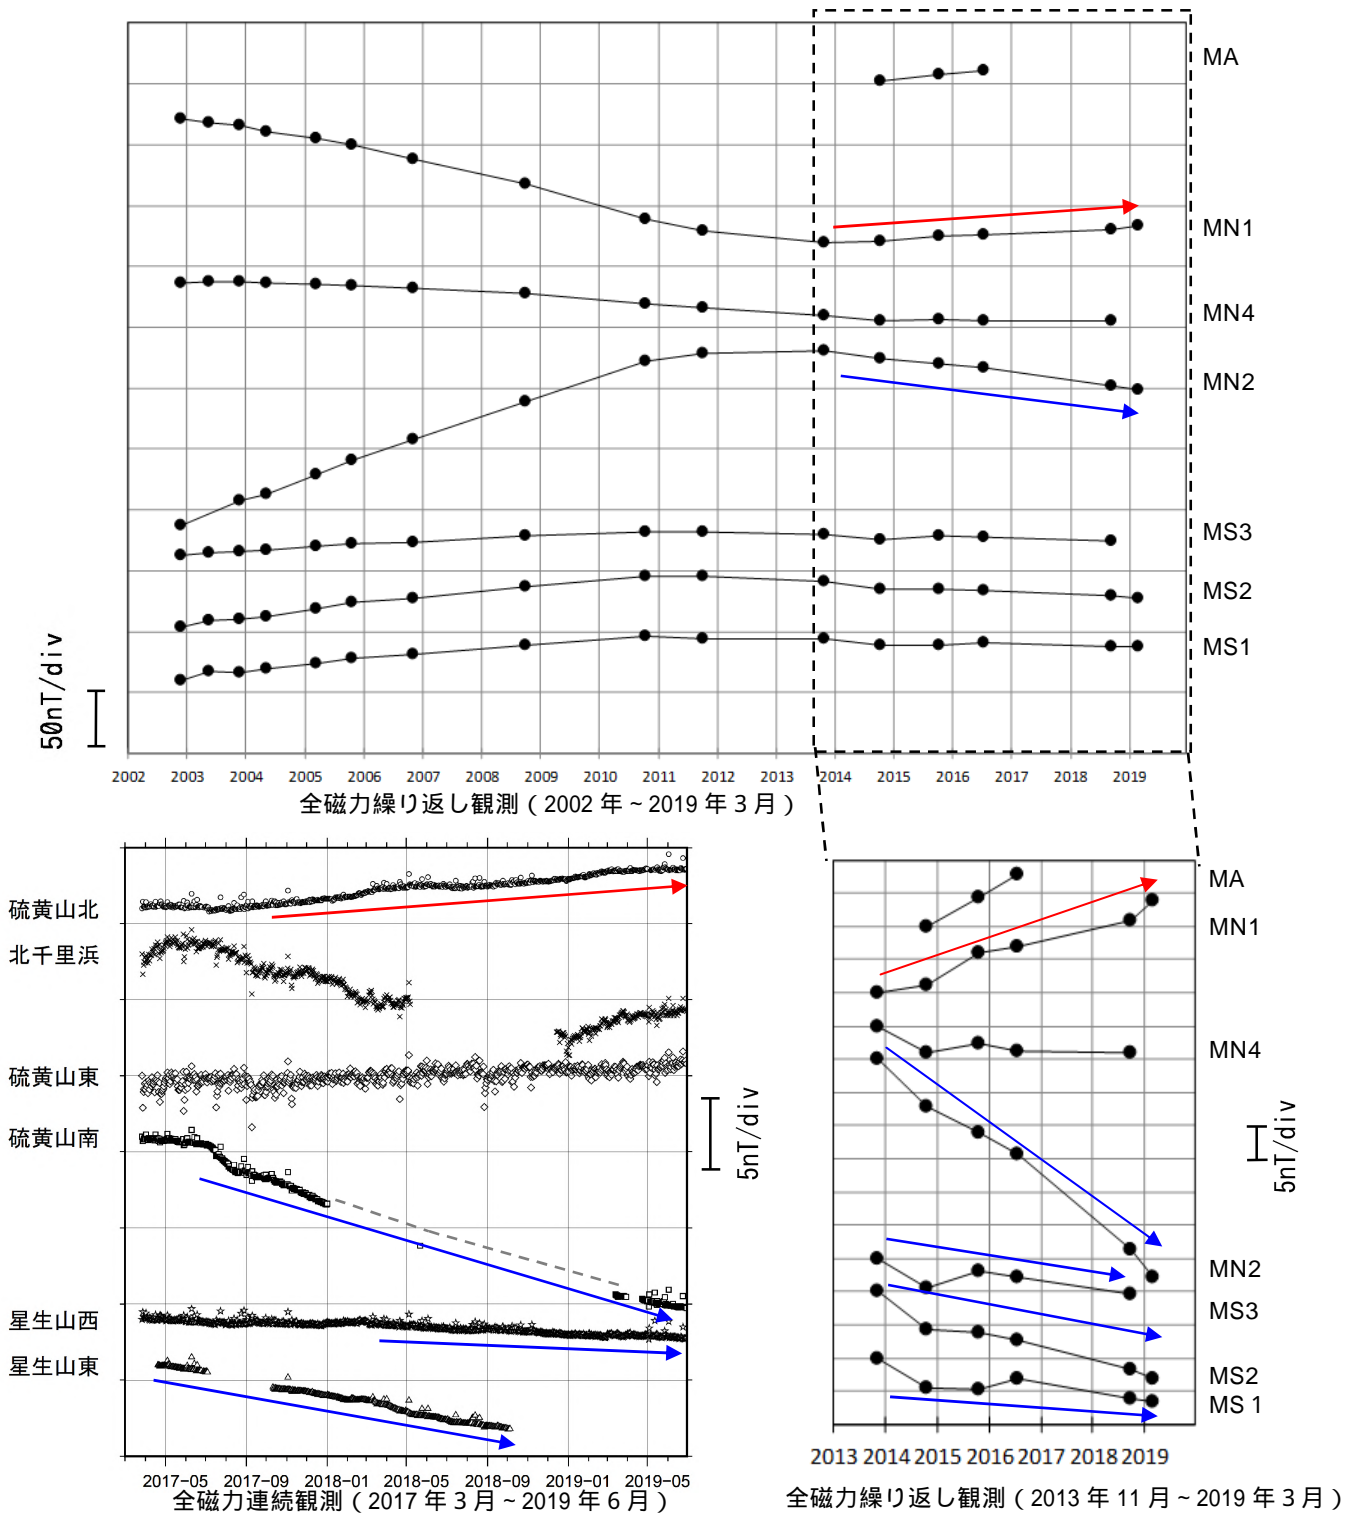 MA
MN1
MN4
MN2
MS3
MS2
MS1
50nT/div
2002 2003 2004 2005 2006 2007 2008 2009 2010 2011 2012 2013 2014 2015 2016 2017 2018 2019
全磁力繰り返し観測（2002 年～2019 年 3 月）
硫黄山北
北千里浜
硫黄山東
硫黄山南
星生山西
星生山東
5nT/div
2017-05 2017-09 2018-01 2018-05 2018-09 2019-01 2019-05
全磁力連続観測（2017 年 3 月～2019 年 6 月）
MA
MN1
MN4
5nT/div
MN2
MS3
MS2
MS 1
2013 2014 2015 2016 2017 2018 2019
全磁力繰り返し観測（2013 年 11 月～2019 年 3 月）